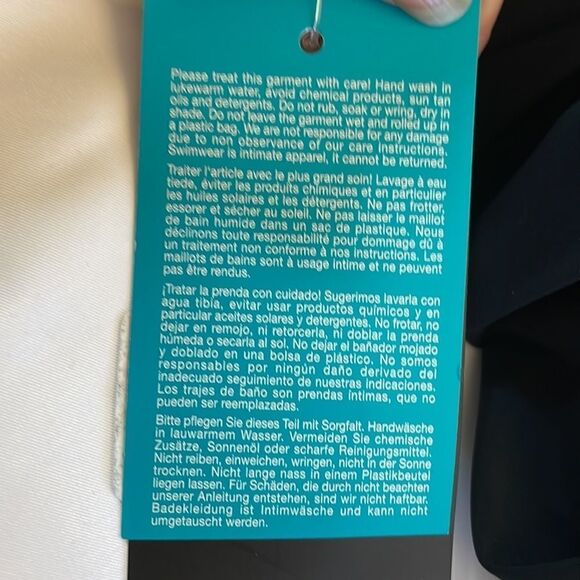 Please treat this garment with care! Hand wash in
lukewarm water, avoid chemical products, sun tan
oils and detergents. Do not rub, soak or wring, dry in
shade. Do not leave the garment wet and rolled up in
a plastic bag. We are not responsible for any damage
due to non observance of our care instructions.
Swimwear is intimate apparel, it cannot be returned.
Traiter l'article avec le plus grand soin! Lavage à eau
tiede, éviter les produits chimiques et en particulier
les huiles solaires et les détergents. Ne pas frotter,
essorer et sécher au soleil. Ne pas laisser le maillot
de bain humide dans un sac de plastique. Nous
déclinons toute responsabilité pour dommage dû à
un traitement non conforme à nos instructions. Les
maillots de bains sont à usage intime et ne peuvent
pas être rendus.
¡Tratar la prenda con cuidado! Sugerimos lavarla con
agua tibia, evitar usar productos químicos y en
particular aceites solares y detergentes. No frotar, no
dejar en remojo, ni retorcerla, ni doblar la prenda
húmeda o secarla al sol. No dejar el bañador mojado
y doblado en una bolsa de plástico. No somos
responsables por ningún daño derivado del
inadecuado seguimiento de nuestras indicaciones.
Los trajes de baño son prendas íntimas, que no
pueden ser reemplazadas.
Bitte pflegen Sie dieses Teil mit Sorgfalt. Handwäsche
in lauwarmem Wasser. Vermeiden Sie chemische
Zusätze, Sonnenöl oder scharfe Reinigungsmittel.
Nicht reiben, einweichen, wringen, nicht in der Sonne
trocknen. Nicht lange nass in einem Plastikbeutel
liegen lassen. Für Schäden, die durch nicht beachten
unserer Anleitung entstehen, sind wir nicht haftbar.
Badekleidung ist Intimwäsche und kann nicht
umgetauscht werden.